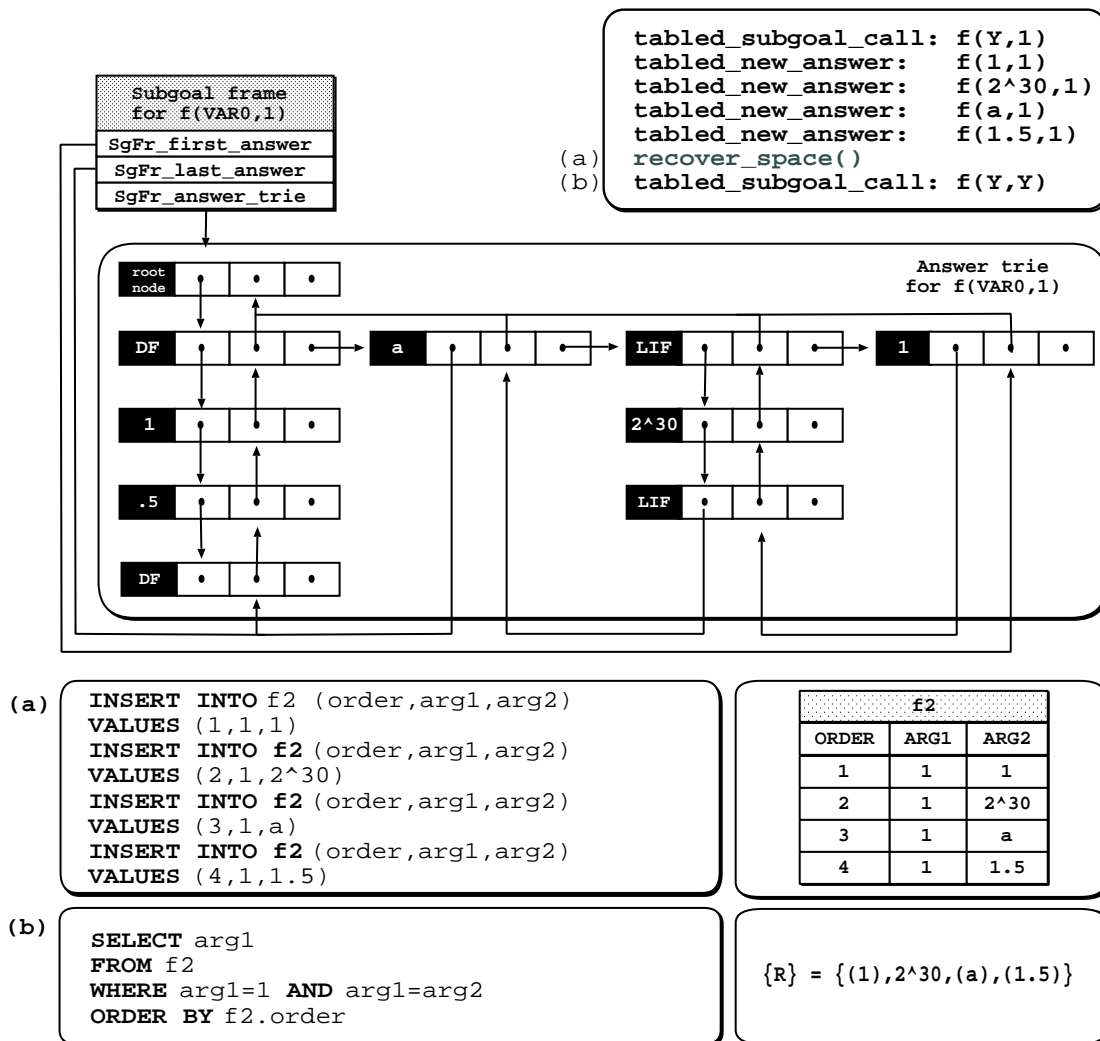 tabled_subgoal_call: f(Y,1)
tabled_new_answer: f(1,1)
tabled_new_answer: f(2^30,1)
tabled_new_answer: f(a,1)
tabled_new_answer: f(1.5,1)
(a) recover_space()
(b) tabled_subgoal_call: f(Y,Y)
Subgoal frame
for f(VAR0,1)
SgFr_first_answer
SgFr_last_answer
SgFr_answer_trie
Answer trie
for f(VAR0,1)
root
node
DF a LIF 1
1 2^30
.5 LIF
DF
(a)
INSERT INTO f2 (order,arg1,arg2)
VALUES (1,1,1)
INSERT INTO f2 (order,arg1,arg2)
VALUES (2,1,2^30)
INSERT INTO f2 (order,arg1,arg2)
VALUES (3,1,a)
INSERT INTO f2 (order,arg1,arg2)
VALUES (4,1,1.5)
f2
ORDER ARG1 ARG2
1 1 1
2 1 2^30
3 1 a
4 1 1.5
(b)
SELECT arg1
FROM f2
WHERE arg1=1 AND arg1=arg2
ORDER BY f2.order
{R} = {(1),2^30,(a),(1.5)}